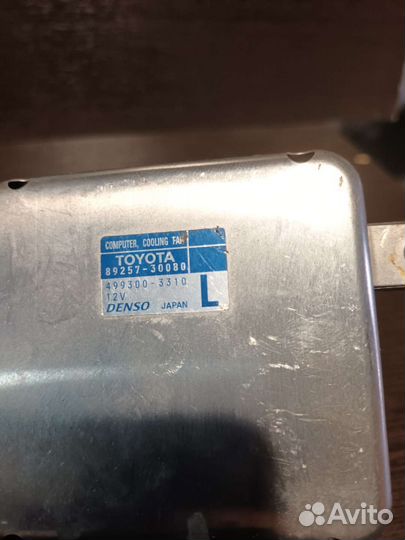 COMPUTER, COOLING FAN
TOYOTA
89257-30080
499300-3310
12V
DENSO JAPAN
L
Avito